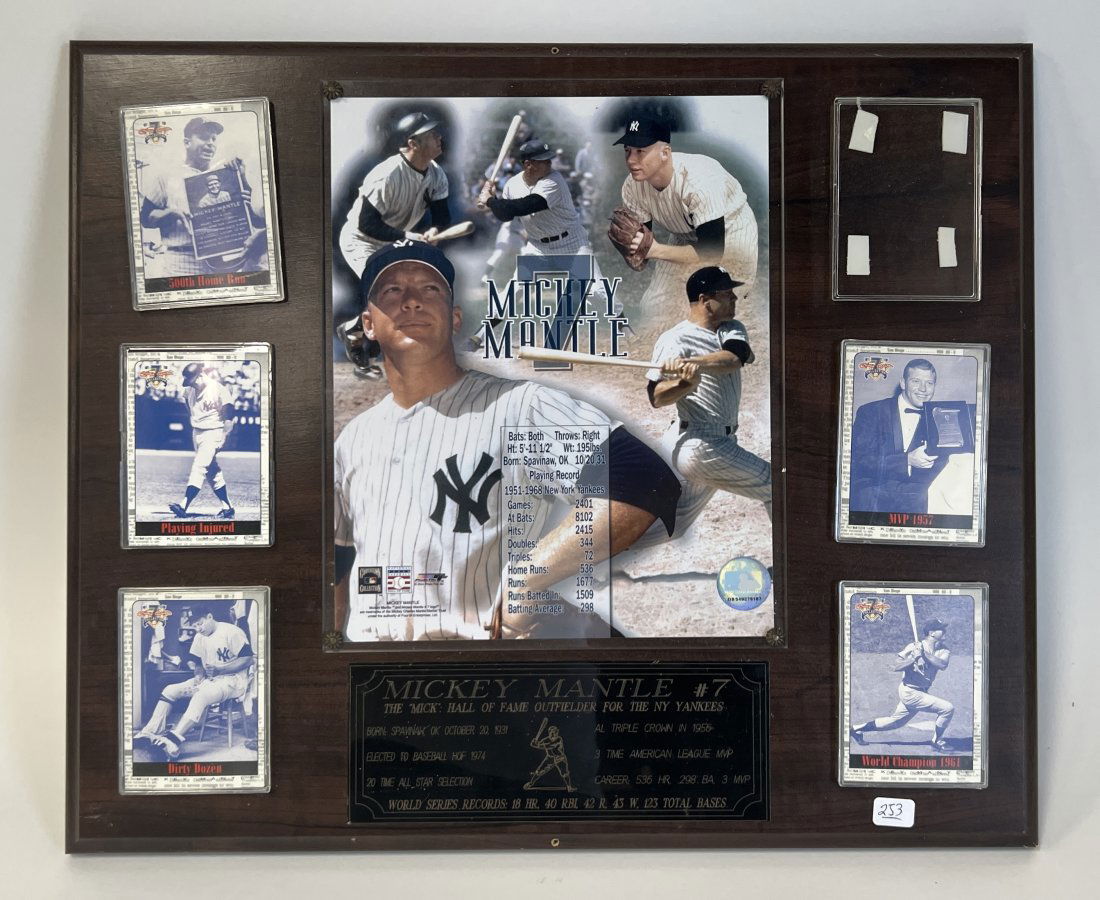 500th Home Run
MICKEY MANTLE
Playing Injured
Dirty Dozen
MICKEY
MANTLE
7
Bats: Both Throws: Right
Ht: 5'-11 1/2" Wt: 195lbs.
Born: Spavinaw, OK 10/20/31
Playing Record
1951-1968 New York Yankees
Games: 2401
At Bats: 8102
Hits: 2415
Doubles: 344
Triples: 72
Home Runs: 536
Runs: 1677
Runs Batted In: 1509
Batting Average: .298
MICKEY MANTLE
MICKEY MANTLE #7
THE "MICK": HALL OF FAME OUTFIELDER FOR THE NY YANKEES
BORN: SPAVINAW, OK OCTOBER 20, 1931
AL TRIPLE CROWN IN 1956
ELECTED TO BASEBALL HOF 1974
3 TIME AMERICAN LEAGUE MVP
20 TIME ALL STAR SELECTION
CAREER: 536 HR, .298 BA, 3 MVP
WORLD SERIES RECORDS: 18 HR, 40 RBI, 42 R, 43 W, 123 TOTAL BASES
MVP 1957
World Champion 1961
253